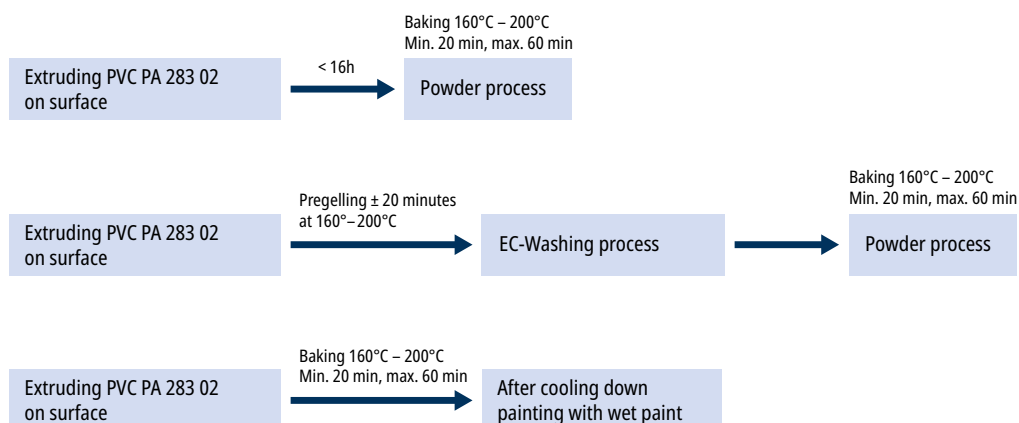 Baking 160°C – 200°C
Min. 20 min, max. 60 min
Extruding PVC PA 283 02
on surface
< 16h
Powder process
Pregelling ± 20 minutes
at 160°–200°C
Baking 160°C – 200°C
Min. 20 min, max. 60 min
Extruding PVC PA 283 02
on surface
EC-Washing process
Powder process
Baking 160°C – 200°C
Min. 20 min, max. 60 min
Extruding PVC PA 283 02
on surface
After cooling down
painting with wet paint